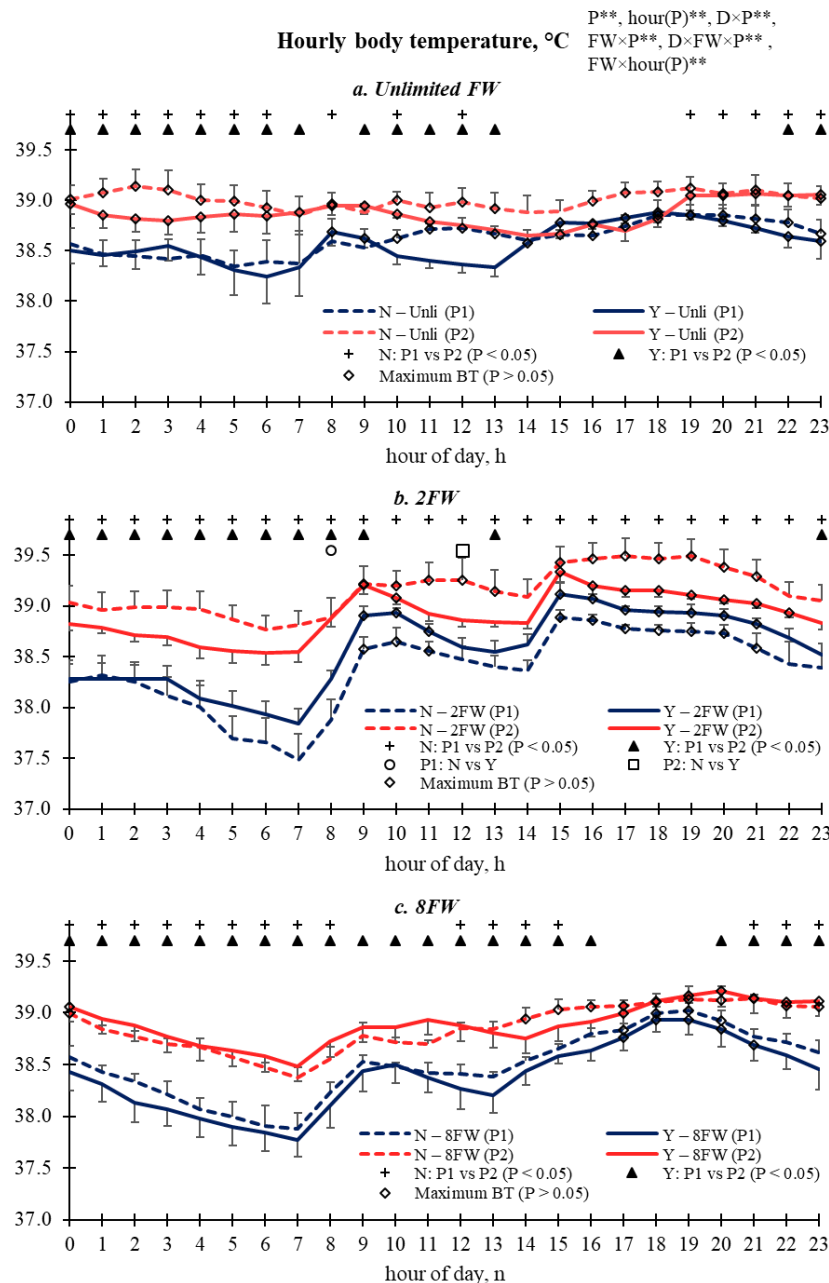 Hourly body temperature, °C
P**, hour(P)**, D×P**,
FW×P**, D×FW×P** ,
FW×hour(P)**
a. Unlimited FW
39.5
39.0
38.5
38.0
37.5
37.0
N – Unli (P1)
Y – Unli (P1)
N – Unli (P2)
Y – Unli (P2)
N: P1 vs P2 (P < 0.05)
Y: P1 vs P2 (P < 0.05)
Maximum BT (P > 0.05)
0 1 2 3 4 5 6 7 8 9 10 11 12 13 14 15 16 17 18 19 20 21 22 23
hour of day, h
b. 2FW
39.5
39.0
38.5
38.0
37.5
37.0
N – 2FW (P1)
Y – 2FW (P1)
N – 2FW (P2)
Y – 2FW (P2)
N: P1 vs P2 (P < 0.05)
Y: P1 vs P2 (P < 0.05)
P1: N vs Y
P2: N vs Y
Maximum BT (P > 0.05)
0 1 2 3 4 5 6 7 8 9 10 11 12 13 14 15 16 17 18 19 20 21 22 23
hour of day, h
c. 8FW
39.5
39.0
38.5
38.0
37.5
37.0
N – 8FW (P1)
Y – 8FW (P1)
N – 8FW (P2)
Y – 8FW (P2)
N: P1 vs P2 (P < 0.05)
Y: P1 vs P2 (P < 0.05)
Maximum BT (P > 0.05)
0 1 2 3 4 5 6 7 8 9 10 11 12 13 14 15 16 17 18 19 20 21 22 23
hour of day, n